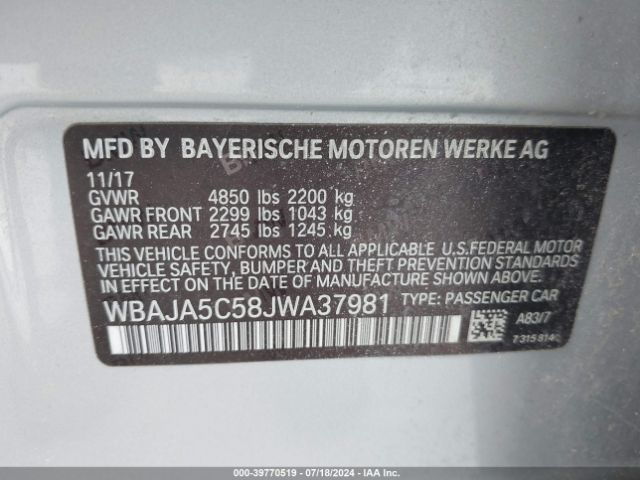 MFD BY BAYERISCHE MOTOREN WERKE AG
11/17
GVWR 4850 lbs 2200 kg
GAWR FRONT 2299 lbs 1043 kg
GAWR REAR 2745 lbs 1245 kg
THIS VEHICLE CONFORMS TO ALL APPLICABLE U.S.FEDERAL MOTOR
VEHICLE SAFETY, BUMPER AND THEFT PREVENTION STANDARDS
IN EFFECT ON THE DATE OF MANUFACTURE SHOWN ABOVE.
WBAJA5C58JWA37981 TYPE: PASSENGER CAR
A83/7
7315814
000-39770519 / 07/18/2024 / IAAI.COM